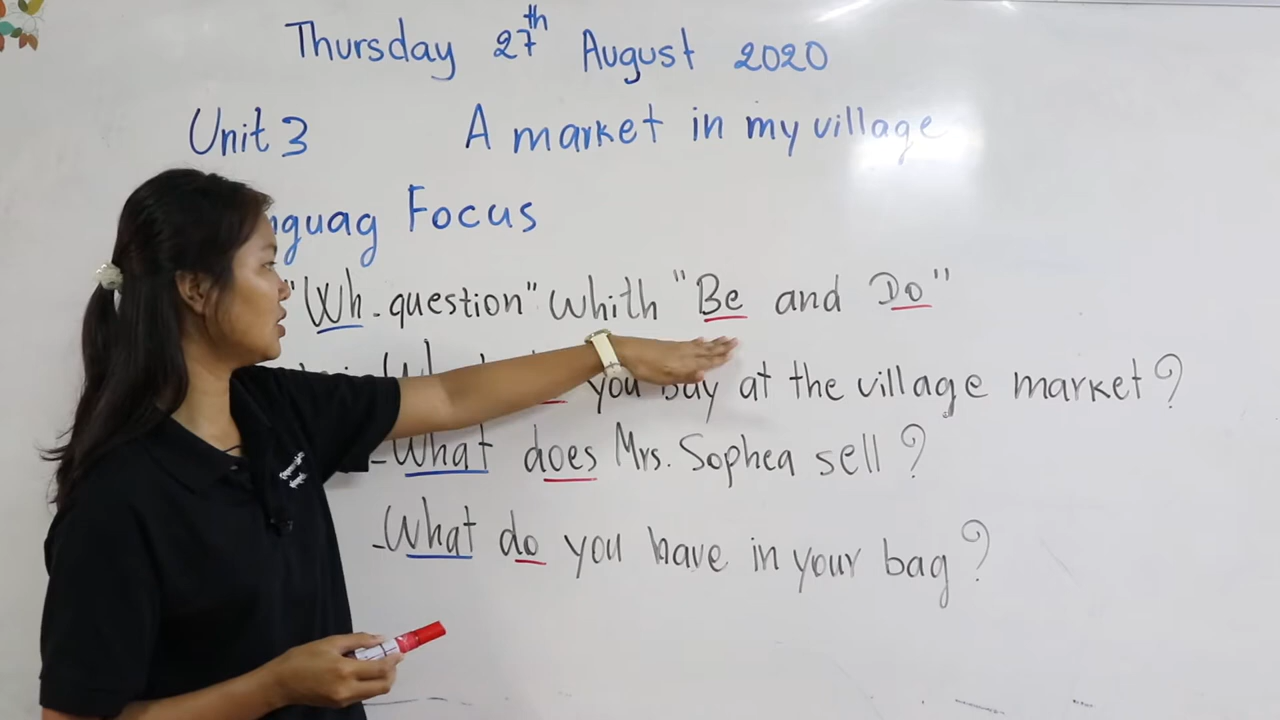 Thursday 27th August 2020
Unit 3 A market in my village
Focus
"Wh-question" Whith "Be and Do"
you buy at the village market?
-What does Mrs. Sophea sell?
-What do you have in your bag?